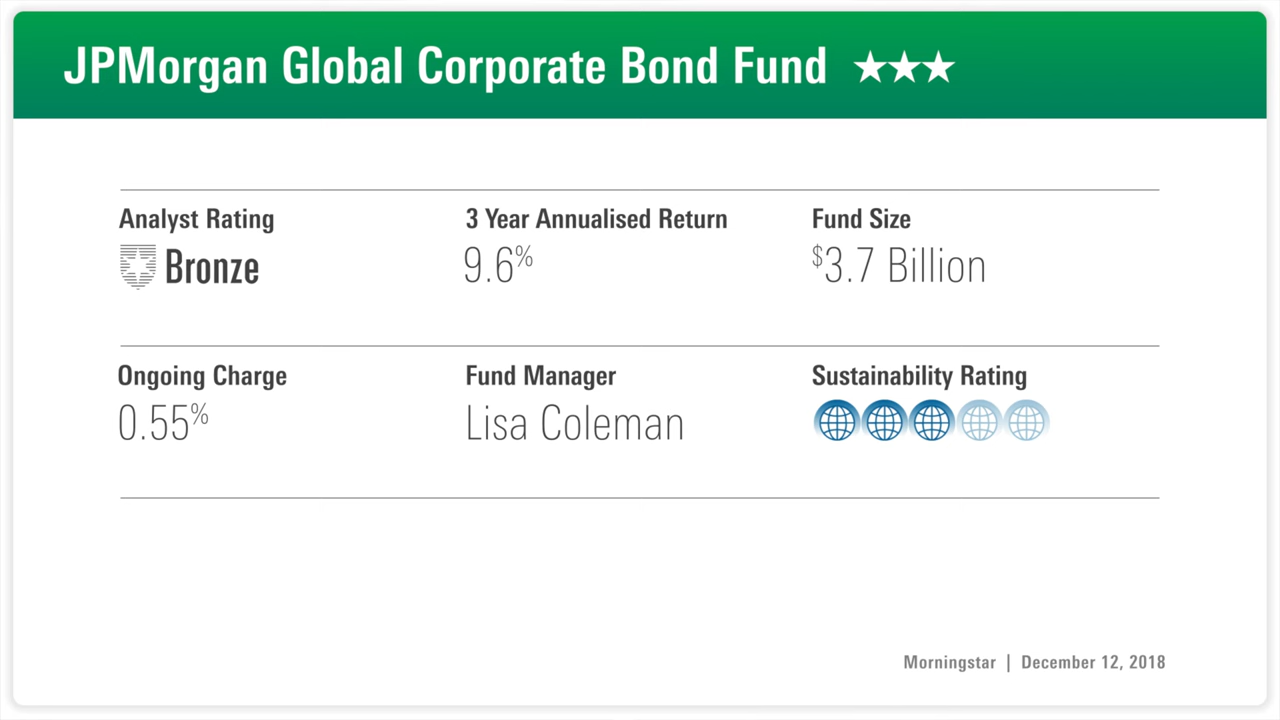 JPMorgan Global Corporate Bond Fund ★★★
Analyst Rating
Bronze
3 Year Annualised Return
9.6%
Fund Size
$3.7 Billion
Ongoing Charge
0.55%
Fund Manager
Lisa Coleman
Sustainability Rating
Morningstar | December 12, 2018